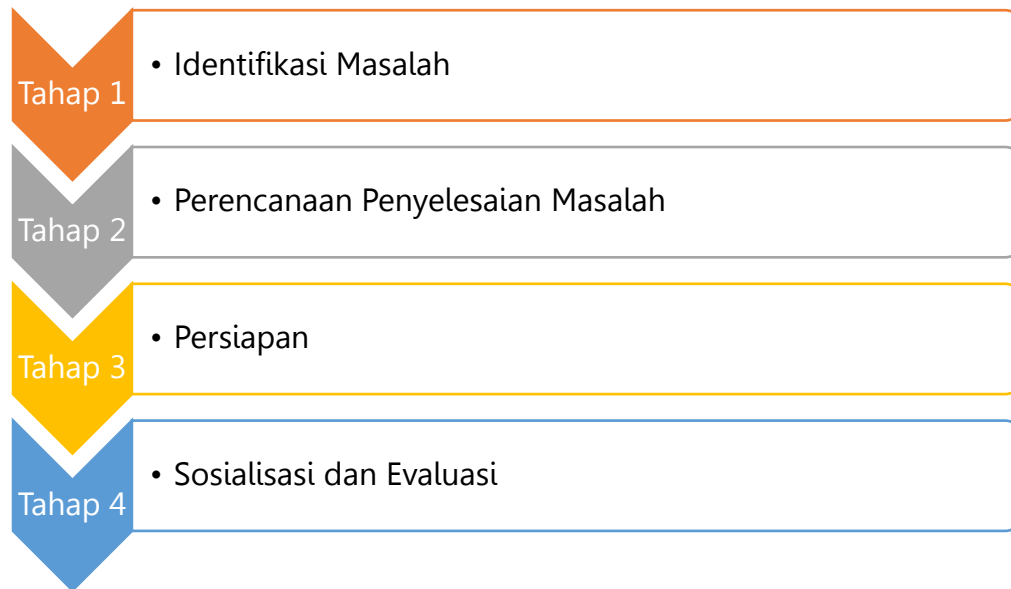 Tahap 1
• Identifikasi Masalah
Tahap 2
• Perencanaan Penyelesaian Masalah
Tahap 3
• Persiapan
Tahap 4
• Sosialisasi dan Evaluasi